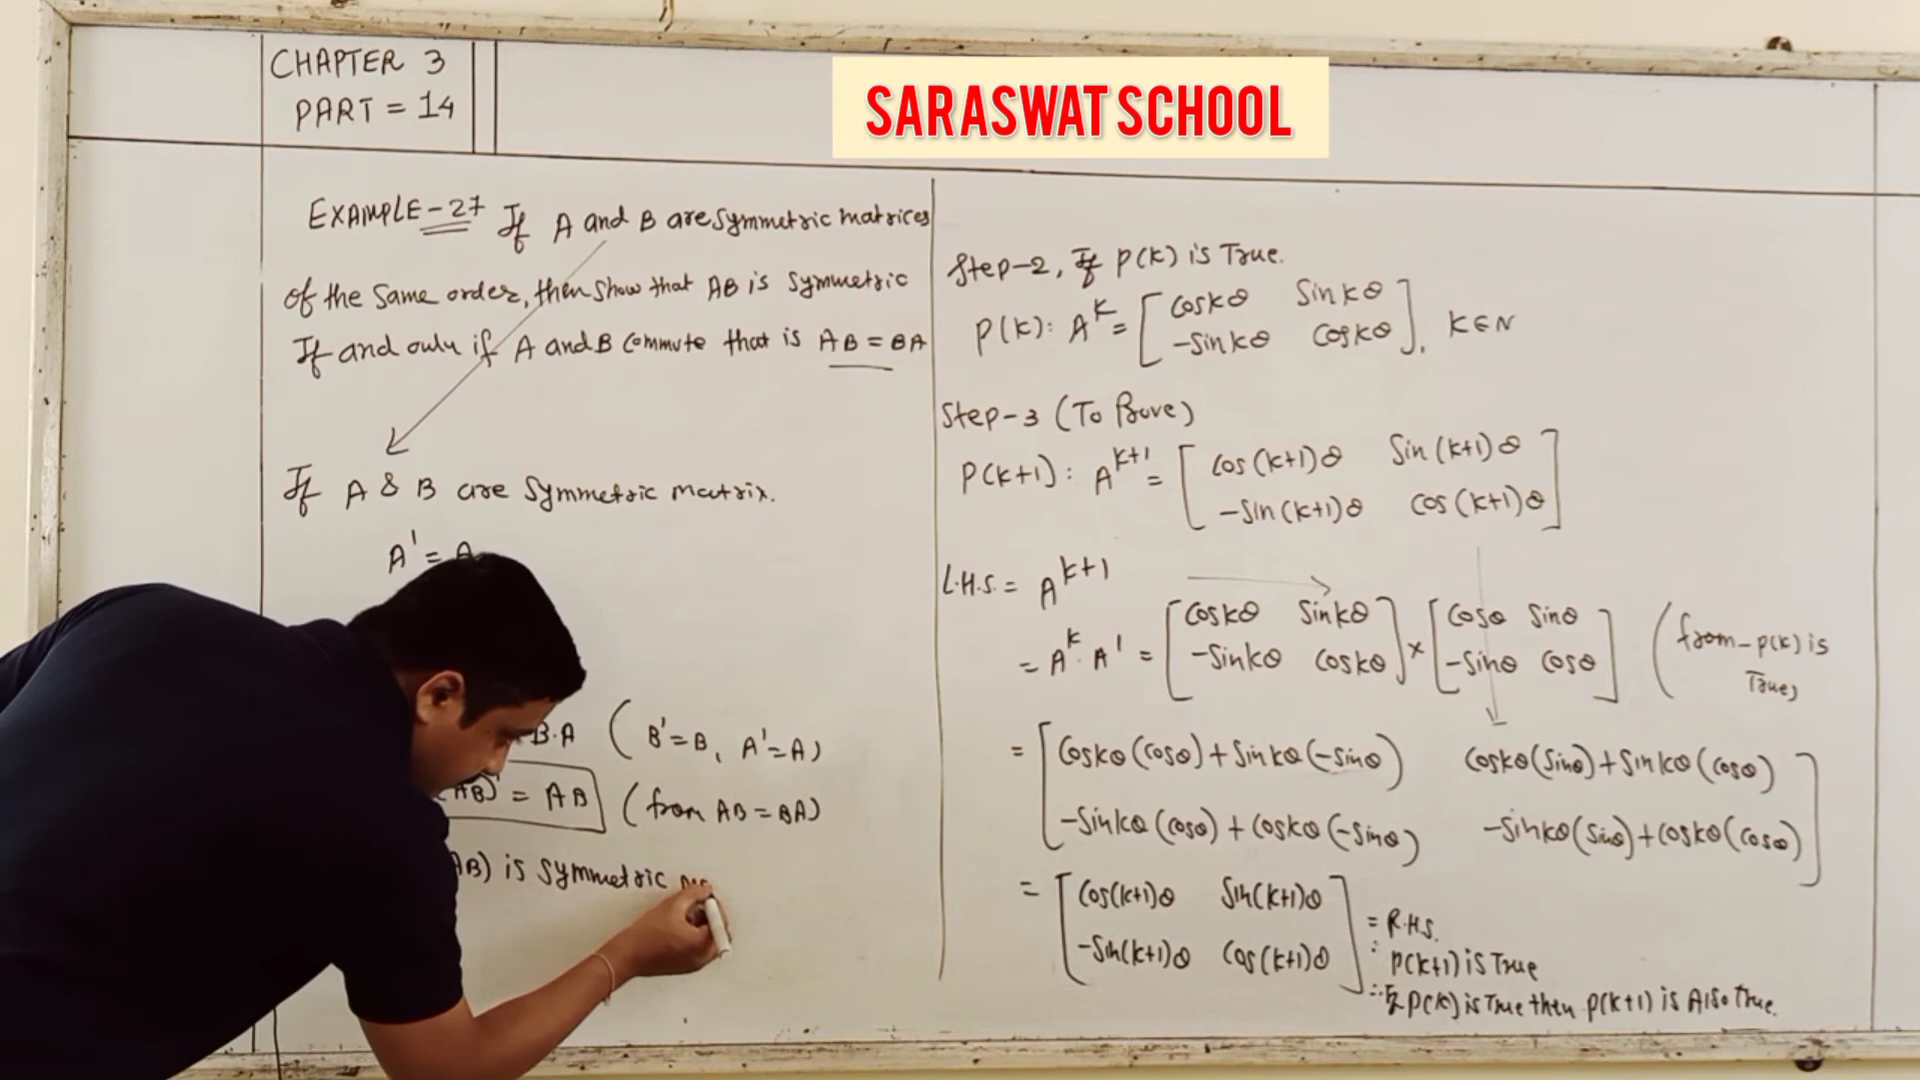 CHAPTER 3
PART = 14
SARASWAT SCHOOL
EXAMPLE-27 If A and B are symmetric matrices
of the same order, then show that AB is symmetric
If and only if A and B commute that is AB = BA
If A & B are symmetric matrix.
A' = A
B.A ( B'=B, A'=A)
(AB)' = AB (from AB = BA)
AB) is symmetric
Step-2, If P(k) is True.
P(k): A^k = [ coskθ sinkθ
-sinkθ coskθ ], K∈N
Step-3 (To Prove)
P(k+1): A^k+1 = [ cos(k+1)θ sin(k+1)θ
-sin(k+1)θ cos(k+1)θ ]
L.H.S. = A^k+1
= A^k. A' = [ coskθ sinkθ ] × [ cosθ sinθ ] (from P(k) is
-sinkθ coskθ -sinθ cosθ True)
= [ coskθ(cosθ)+sinkθ(-sinθ) coskθ(sinθ)+sinkθ(cosθ)
-sinkθ(cosθ)+coskθ(-sinθ) -sinkθ(sinθ)+coskθ(cosθ) ]
= [ cos(k+1)θ sin(k+1)θ
-sin(k+1)θ cos(k+1)θ ] = R.H.S.
∴ P(k+1) is True
∴ If P(k) is True then P(k+1) is Also True.